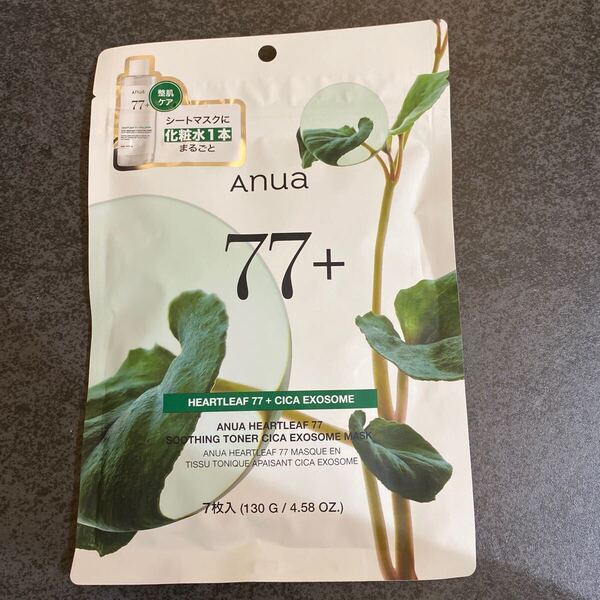 Anua
77+
整肌
ケア
シートマスクに
化粧水1本
まるごと
Anua
77+
HEARTLEAF 77 + CICA EXOSOME
ANUA HEARTLEAF 77
SOOTHING TONER CICA EXOSOME MASK
ANUA HEARTLEAF 77 MASQUE EN
TISSU TONIQUE APAISANT CICA EXOSOME
7枚入 (130 G / 4.58 OZ.)